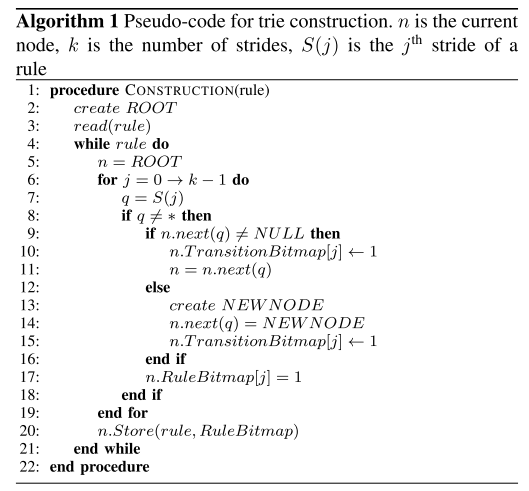 Algorithm 1 Pseudo-code for trie construction. n is the current
node, k is the number of strides, S(j) is the jth stride of a
rule
1: procedure CONSTRUCTION(rule)
2: create ROOT
3: read(rule)
4: while rule do
5: n = ROOT
6: for j = 0 → k − 1 do
7: q = S(j)
8: if q ≠ ∗ then
9: if n.next(q) ≠ NULL then
10: n.TransitionBitmap[j] ← 1
11: n = n.next(q)
12: else
13: create NEWNODE
14: n.next(q) = NEWNODE
15: n.TransitionBitmap[j] ← 1
16: end if
17: n.RuleBitmap[j] = 1
18: end if
19: end for
20: n.Store(rule, RuleBitmap)
21: end while
22: end procedure